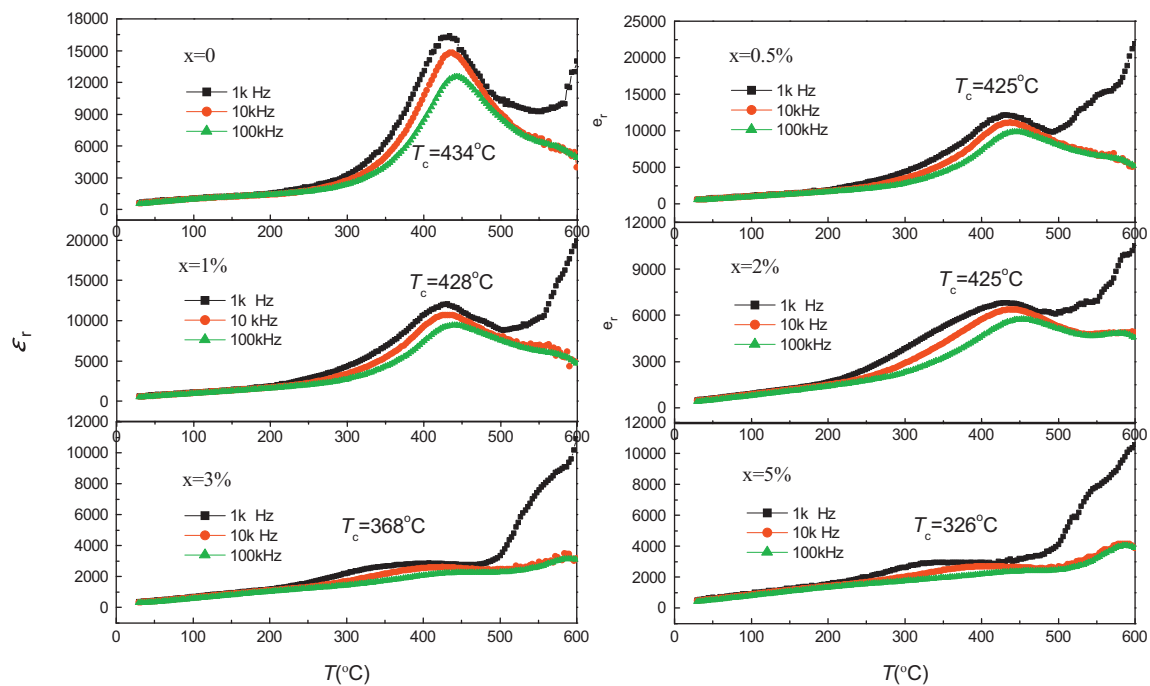 18000
15000
12000
9000
6000
3000
0
x=0
1k Hz
10kHz
100kHz
T_c=434°C
0 100 200 300 400 500 600
25000
20000
15000
10000
5000
0
e_r
x=0.5%
1k Hz
10kHz
100kHz
T_c=425°C
0 100 200 300 400 500 600
20000
15000
10000
5000
0
ε_r
x=1%
1k Hz
10 kHz
100kHz
T_c=428°C
0 100 200 300 400 500 600
12000
9000
6000
3000
0
e_r
x=2%
1k Hz
10k Hz
100kHz
T_c=425°C
0 100 200 300 400 500 600
12000
10000
8000
6000
4000
2000
0
x=3%
1k Hz
10k Hz
100kHz
T_c=368°C
0 100 200 300 400 500 600
T(°C)
12000
10000
8000
6000
4000
2000
0
x=5%
1k Hz
10k Hz
100kHz
T_c=326°C
0 100 200 300 400 500 600
T(°C)